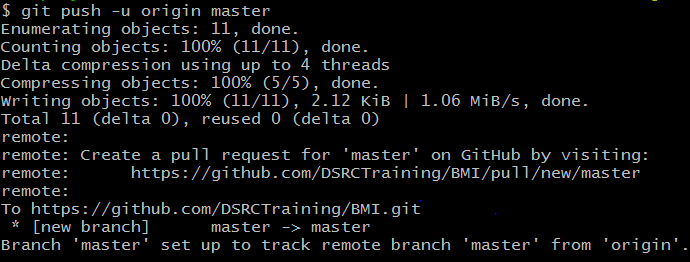 $ git push -u origin master
Enumerating objects: 11, done.
Counting objects: 100% (11/11), done.
Delta compression using up to 4 threads
Compressing objects: 100% (5/5), done.
Writing objects: 100% (11/11), 2.12 KiB | 1.06 MiB/s, done.
Total 11 (delta 0), reused 0 (delta 0)
remote:
remote: Create a pull request for 'master' on GitHub by visiting:
remote:      https://github.com/DSRCTraining/BMI/pull/new/master
remote:
To https://github.com/DSRCTraining/BMI.git
 * [new branch]      master -> master
Branch 'master' set up to track remote branch 'master' from 'origin'.